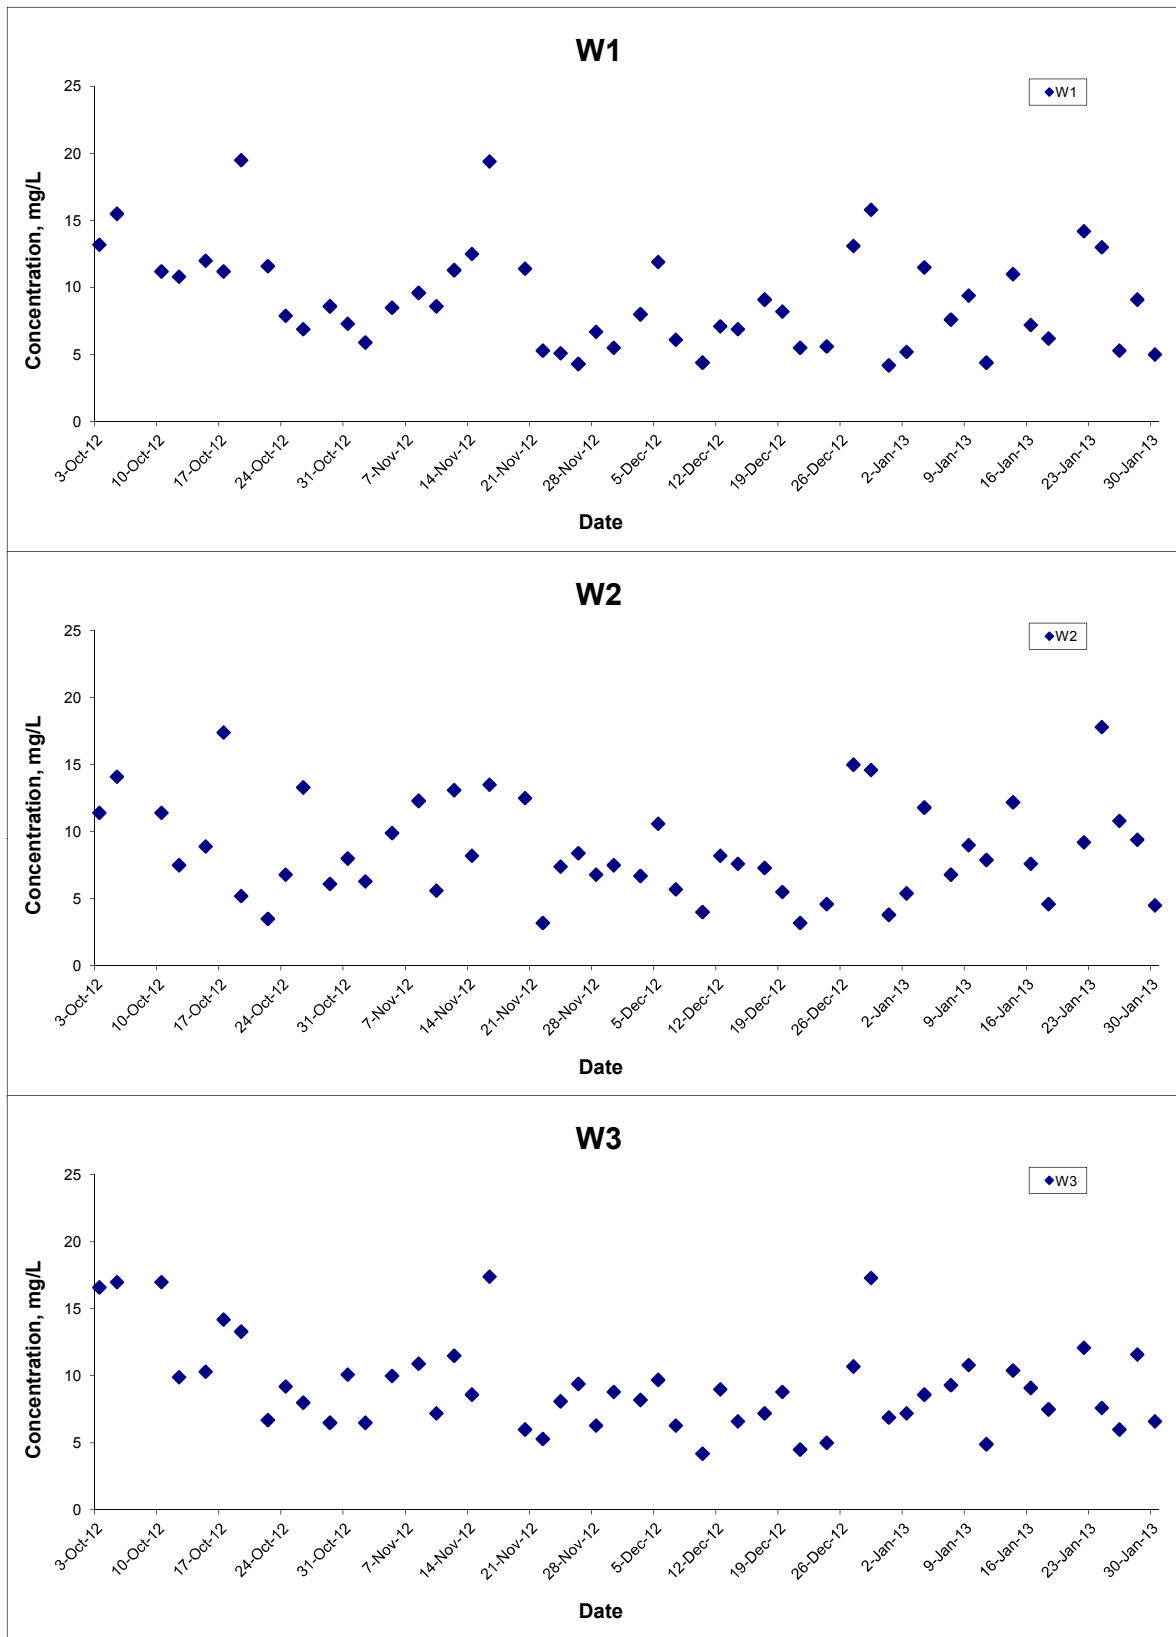 W1
W1
25
20
15
10
5
0
Concentration, mg/L
3-Oct-12 10-Oct-12 17-Oct-12 24-Oct-12 31-Oct-12 7-Nov-12 14-Nov-12 21-Nov-12 28-Nov-12 5-Dec-12 12-Dec-12 19-Dec-12 26-Dec-12 2-Jan-13 9-Jan-13 16-Jan-13 23-Jan-13 30-Jan-13
Date
W2
W2
25
20
15
10
5
0
Concentration, mg/L
3-Oct-12 10-Oct-12 17-Oct-12 24-Oct-12 31-Oct-12 7-Nov-12 14-Nov-12 21-Nov-12 28-Nov-12 5-Dec-12 12-Dec-12 19-Dec-12 26-Dec-12 2-Jan-13 9-Jan-13 16-Jan-13 23-Jan-13 30-Jan-13
Date
W3
W3
25
20
15
10
5
0
Concentration, mg/L
3-Oct-12 10-Oct-12 17-Oct-12 24-Oct-12 31-Oct-12 7-Nov-12 14-Nov-12 21-Nov-12 28-Nov-12 5-Dec-12 12-Dec-12 19-Dec-12 26-Dec-12 2-Jan-13 9-Jan-13 16-Jan-13 23-Jan-13 30-Jan-13
Date